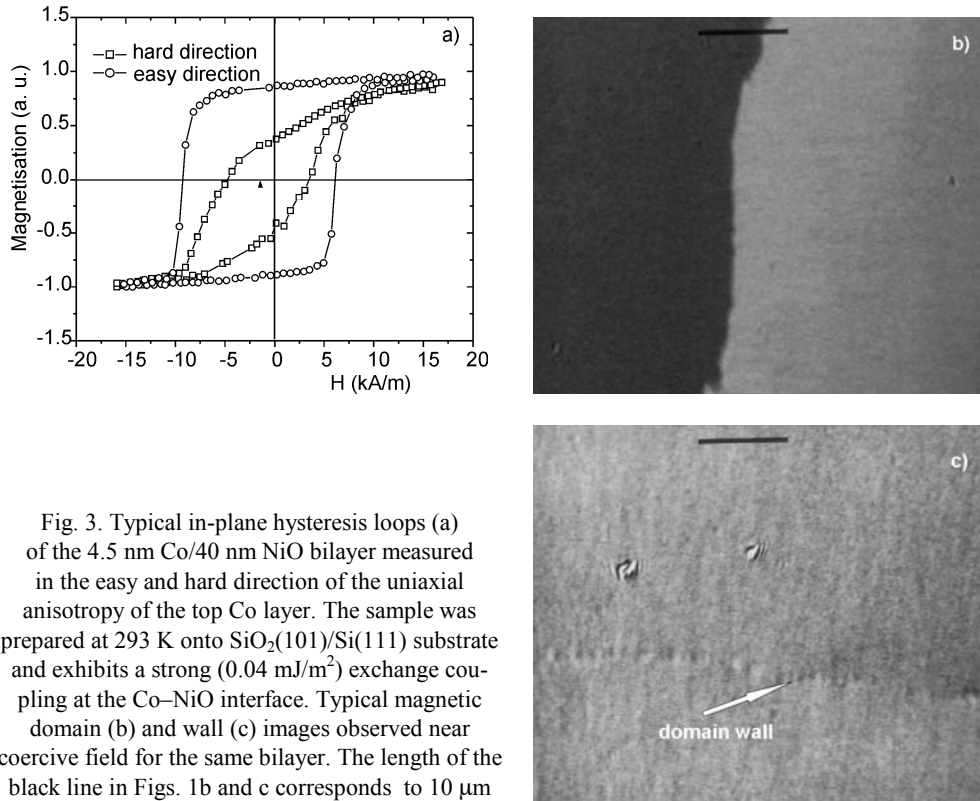 1.5
1.0
0.5
0.0
-0.5
-1.0
-1.5
-20 -15 -10 -5 0 5 10 15 20
Magnetisation (a. u.)
H (kA/m)
hard direction
easy direction
a)
b)
c)
domain wall
Fig. 3. Typical in-plane hysteresis loops (a)
of the 4.5 nm Co/40 nm NiO bilayer measured
in the easy and hard direction of the uniaxial
anisotropy of the top Co layer. The sample was
prepared at 293 K onto SiO₂(101)/Si(111) substrate
and exhibits a strong (0.04 mJ/m²) exchange cou-
pling at the Co–NiO interface. Typical magnetic
domain (b) and wall (c) images observed near
coercive field for the same bilayer. The length of the
black line in Figs. 1b and c corresponds to 10 μm